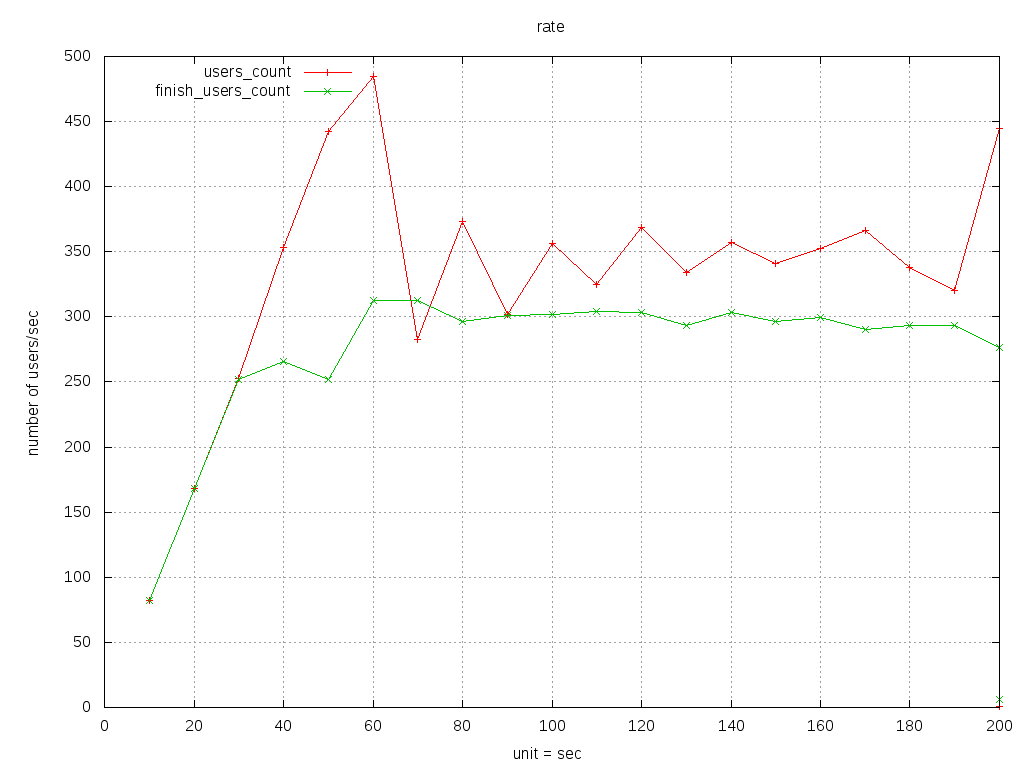 rate
500
450
400
350
300
250
200
150
100
50
0
users_count
finish_users_count
number of users/sec
0 20 40 60 80 100 120 140 160 180 200
unit = sec